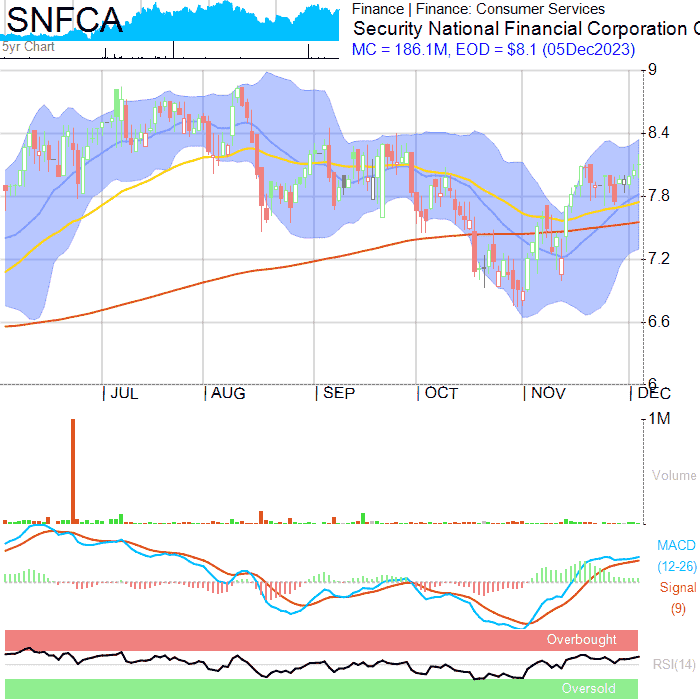 SNFCA
5yr Chart
Finance | Finance: Consumer Services
Security National Financial Corporation
MC = 186.1M, EOD = $8.1 (05Dec2023)
9
8.4
7.8
7.2
6.6
6
JUL AUG SEP OCT NOV DEC
1M
Volume
MACD
(12-26)
Signal
(9)
Overbought
RSI(14)
Oversold